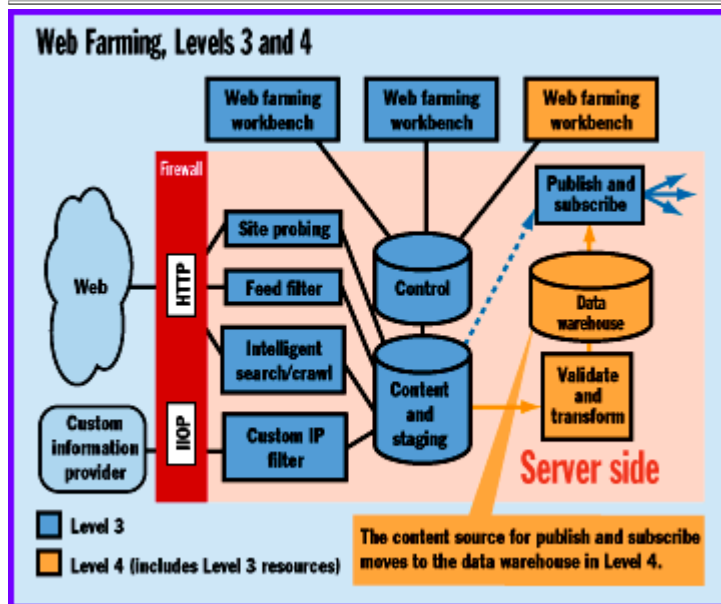 Web Farming, Levels 3 and 4
Web farming
workbench
Web farming
workbench
Web farming
workbench
Firewall
Publish and
subscribe
Site probing
Web
HTTP
Feed filter
Control
Data
warehouse
Intelligent
search/crawl
Content
and
staging
Validate
and
transform
Custom
information
provider
IIOP
Custom IP
filter
Server side
Level 3
Level 4 (includes Level 3 resources)
The content source for publish and subscribe
moves to the data warehouse in Level 4.